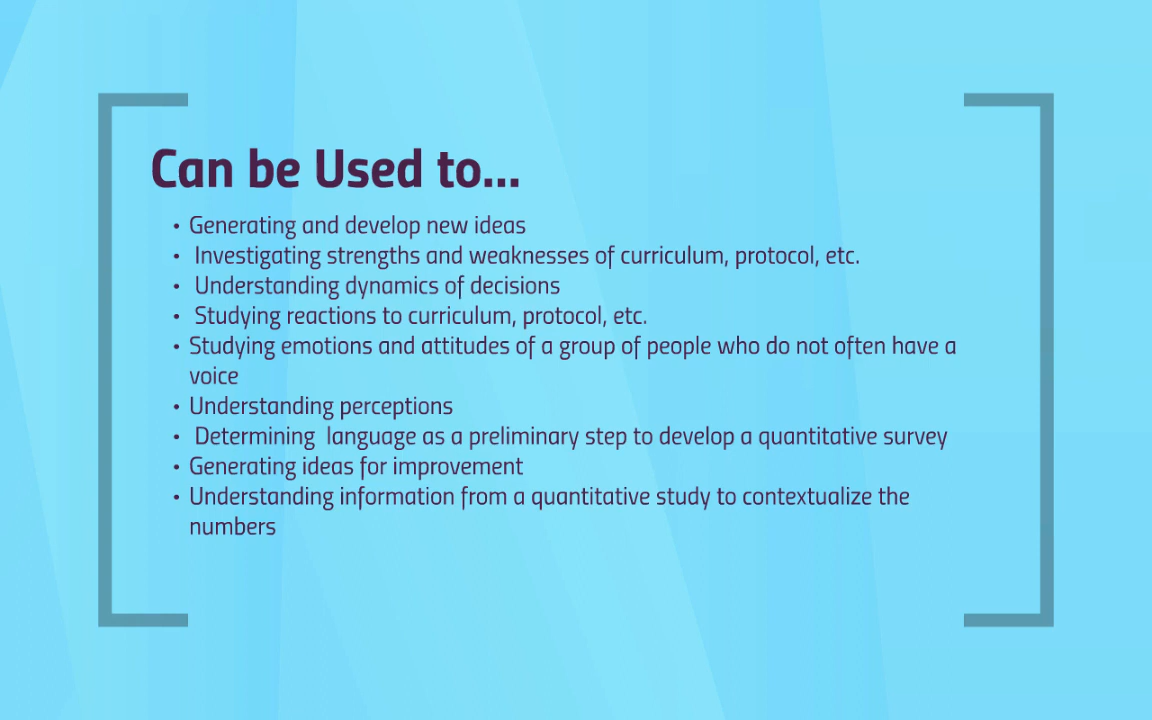 Can be Used to...
• Generating and develop new ideas
• Investigating strengths and weaknesses of curriculum, protocol, etc.
• Understanding dynamics of decisions
• Studying reactions to curriculum, protocol, etc.
• Studying emotions and attitudes of a group of people who do not often have a
voice
• Understanding perceptions
• Determining  language as a preliminary step to develop a quantitative survey
• Generating ideas for improvement
• Understanding information from a quantitative study to contextualize the
numbers